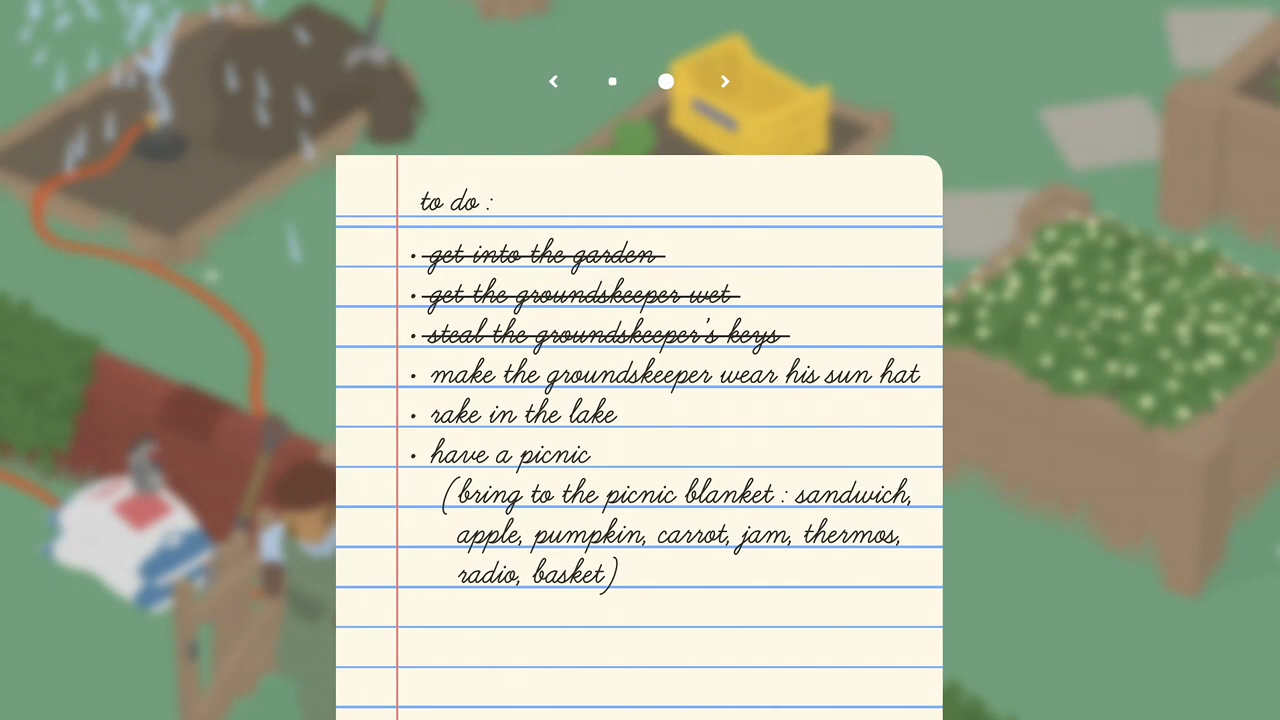 to do :
• get into the garden
• get the groundskeeper wet
• steal the groundskeeper's keys
• make the groundskeeper wear his sun hat
• rake in the lake
• have a picnic
(bring to the picnic blanket : sandwich,
apple, pumpkin, carrot, jam, thermos,
radio, basket)